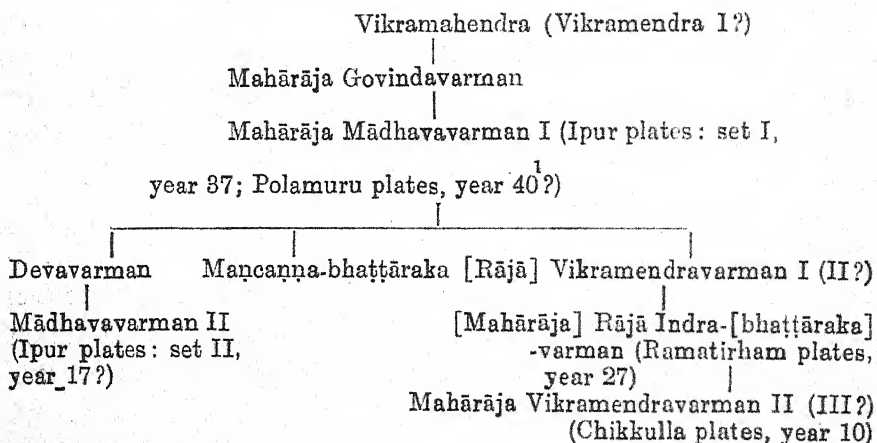 Vikramahendra (Vikramendra 1?)
Mahārāja Govindavarman
Mahārāja Mādhavavarman I (Ipur plates: set I,
year 37; Polamuru plates, year 40¹?)
Devavarman Maṇcaṇṇa-bhaṭṭāraka [Rājā] Vikramendravarman I (II?)
Mādhavavarman II [Mahārāja] Rājā Indra-[bhaṭṭāraka]
(Ipur plates: set II, -varman (Ramatirham plates,
year 17?) year 27)
Mahārāja Vikramendravarman II (III?)
(Chikkulla plates, year 10)